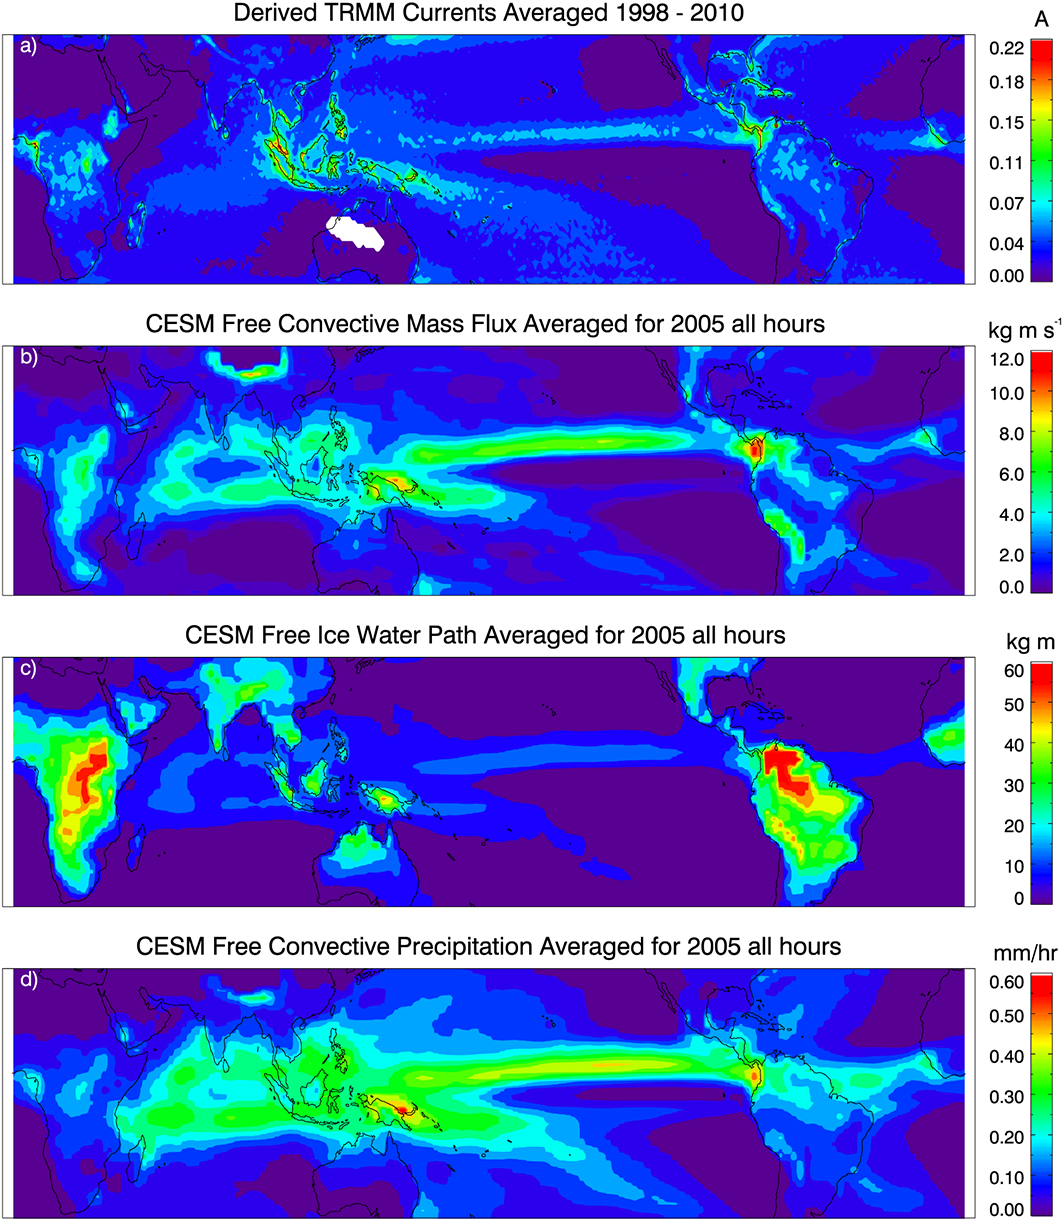 Derived TRMM Currents Averaged 1998 - 2010
A
a)
0.22
0.18
0.15
0.11
0.07
0.04
0.00
CESM Free Convective Mass Flux Averaged for 2005 all hours
kg m s⁻¹
b)
12.0
10.0
8.0
6.0
4.0
2.0
0.0
CESM Free Ice Water Path Averaged for 2005 all hours
kg m
c)
60
50
40
30
20
10
0
CESM Free Convective Precipitation Averaged for 2005 all hours
mm/hr
d)
0.60
0.50
0.40
0.30
0.20
0.10
0.00